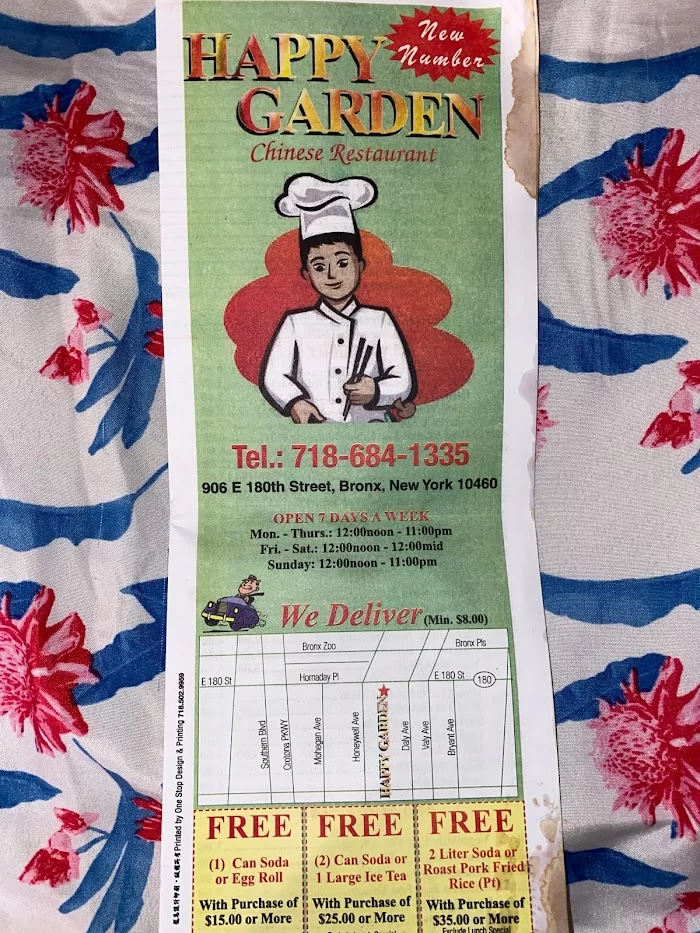 New
Number
HAPPY
GARDEN
Chinese Restaurant
Tel.: 718-684-1335
906 E 180th Street, Bronx, New York 10460
OPEN 7 DAYS A WEEK
Mon. - Thurs.: 12:00noon - 11:00pm
Fri. - Sat.: 12:00noon - 12:00mid
Sunday: 12:00noon - 11:00pm
We Deliver (Min. $8.00)
Bronx Zoo
Bronx Pls
E 180 St
Hornaday Pl
E 180 St
180
Southern Blvd
Crotona PKWY
Mohegan Ave
Honeywell Ave
HAPPY GARDEN
Daly Ave
Valy Ave
Bryant Ave
Printed by One Stop Design & Printing 718.502.9969
FREE
(1) Can Soda
or Egg Roll
With Purchase of
$15.00 or More
FREE
(2) Can Soda or
1 Large Ice Tea
With Purchase of
$25.00 or More
FREE
2 Liter Soda or
Roast Pork Fried
Rice (Pt)
With Purchase of
$35.00 or More
Exclude Lunch Special